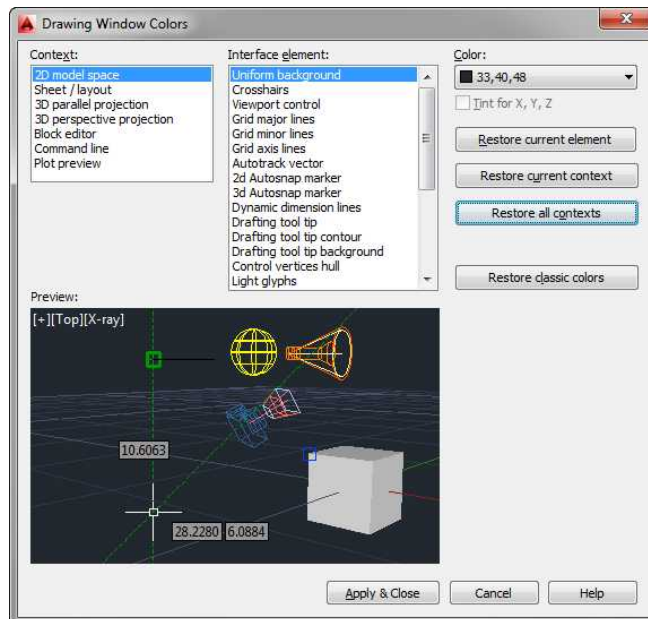 Drawing Window Colors
Context:
2D model space
Sheet / layout
3D parallel projection
3D perspective projection
Block editor
Command line
Plot preview
Interface element:
Uniform background
Crosshairs
Viewport control
Grid major lines
Grid minor lines
Grid axis lines
Autotrack vector
2d Autosnap marker
3d Autosnap marker
Dynamic dimension lines
Drafting tool tip
Drafting tool tip contour
Drafting tool tip background
Control vertices hull
Light glyphs
Color:
33,40,48
Tint for X, Y, Z
Restore current element
Restore current context
Restore all contexts
Restore classic colors
Preview:
[+][Top][X-ray]
10.6063
28.2280 6.0884
Apply & Close Cancel Help